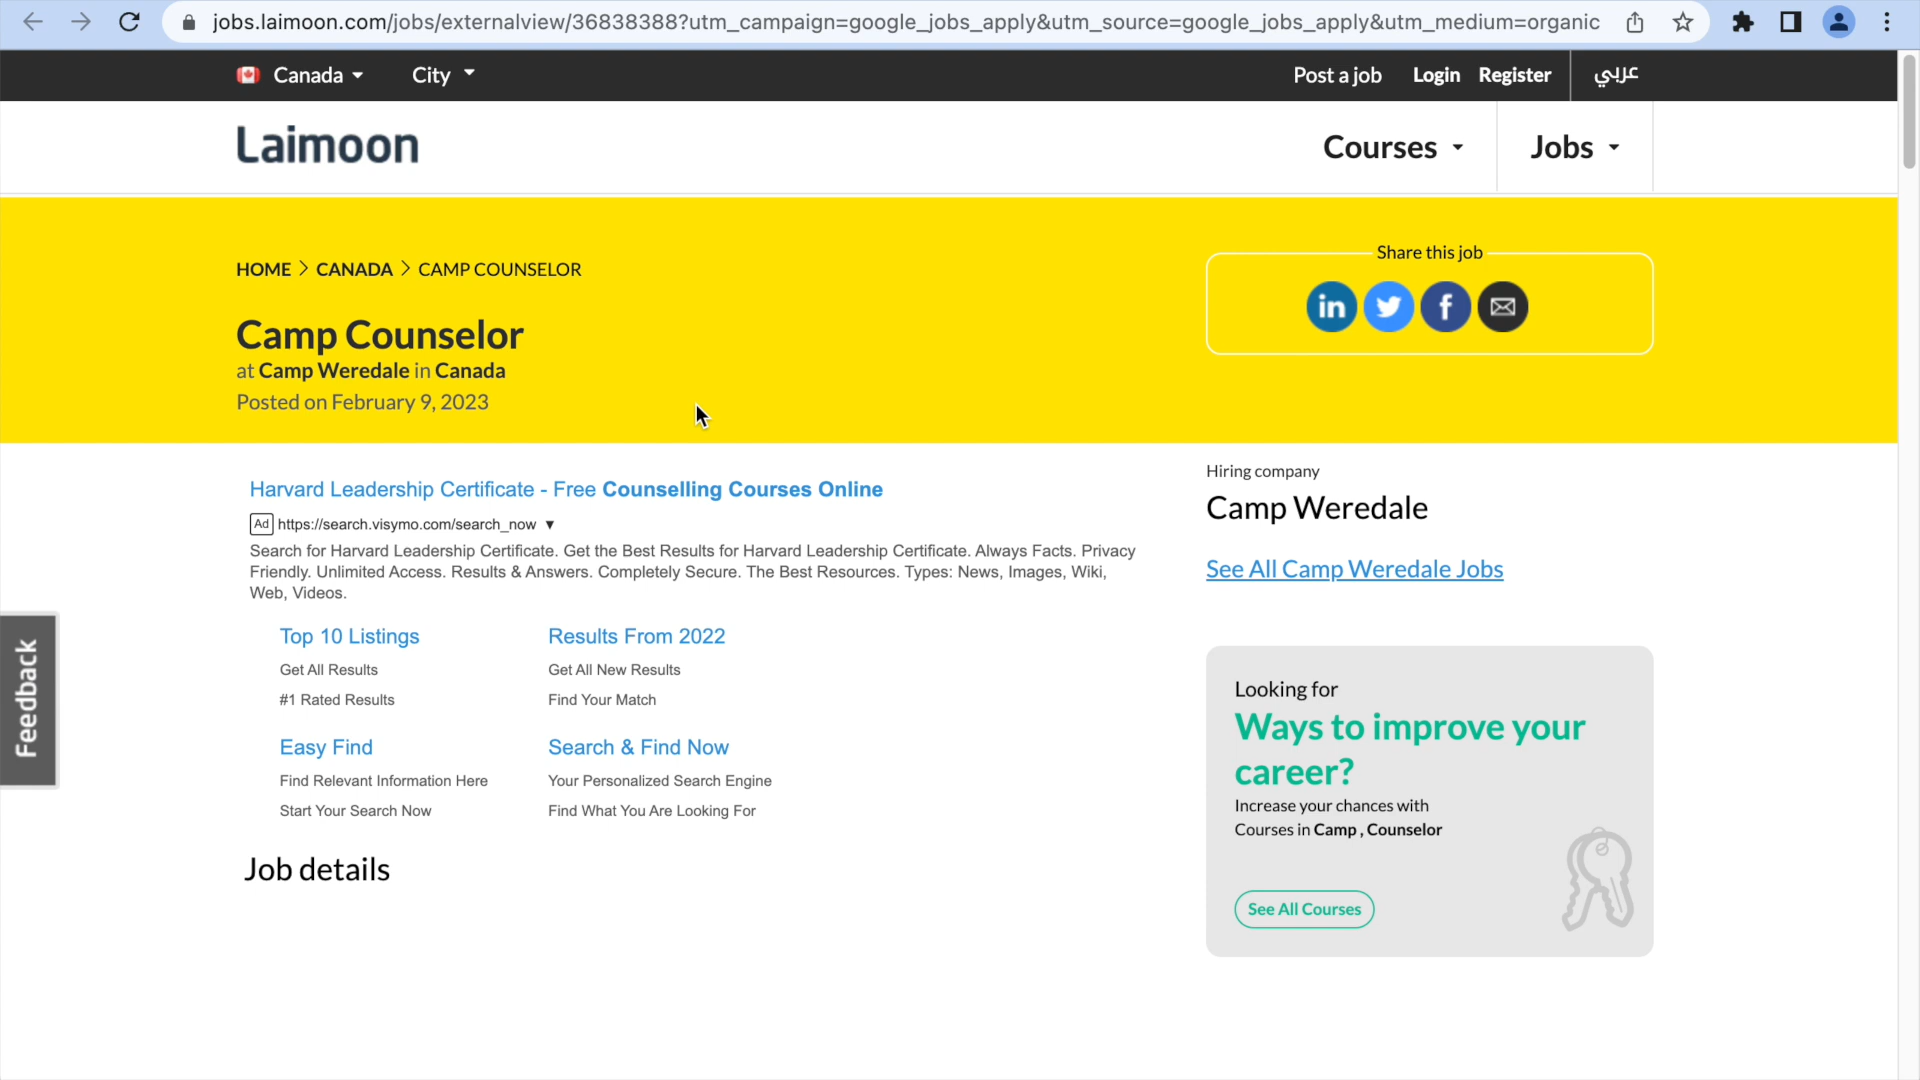 jobs.laimoon.com/jobs/externalview/36838388?utm_campaign=google_jobs_apply&utm_source=google_jobs_apply&utm_medium=organic
Canada City Post a job Login Register عربي
Laimoon Courses Jobs
HOME > CANADA > CAMP COUNSELOR
Share this job
in f
Camp Counselor
at Camp Weredale in Canada
Posted on February 9, 2023
Harvard Leadership Certificate - Free Counselling Courses Online
Ad https://search.visymo.com/search_now
Search for Harvard Leadership Certificate. Get the Best Results for Harvard Leadership Certificate. Always Facts. Privacy
Friendly. Unlimited Access. Results & Answers. Completely Secure. The Best Resources. Types: News, Images, Wiki,
Web, Videos.
Top 10 Listings
Get All Results
#1 Rated Results
Results From 2022
Get All New Results
Find Your Match
Easy Find
Find Relevant Information Here
Start Your Search Now
Search & Find Now
Your Personalized Search Engine
Find What You Are Looking For
Job details
Hiring company
Camp Weredale
See All Camp Weredale Jobs
Looking for
Ways to improve your
career?
Increase your chances with
Courses in Camp , Counselor
See All Courses
Feedback